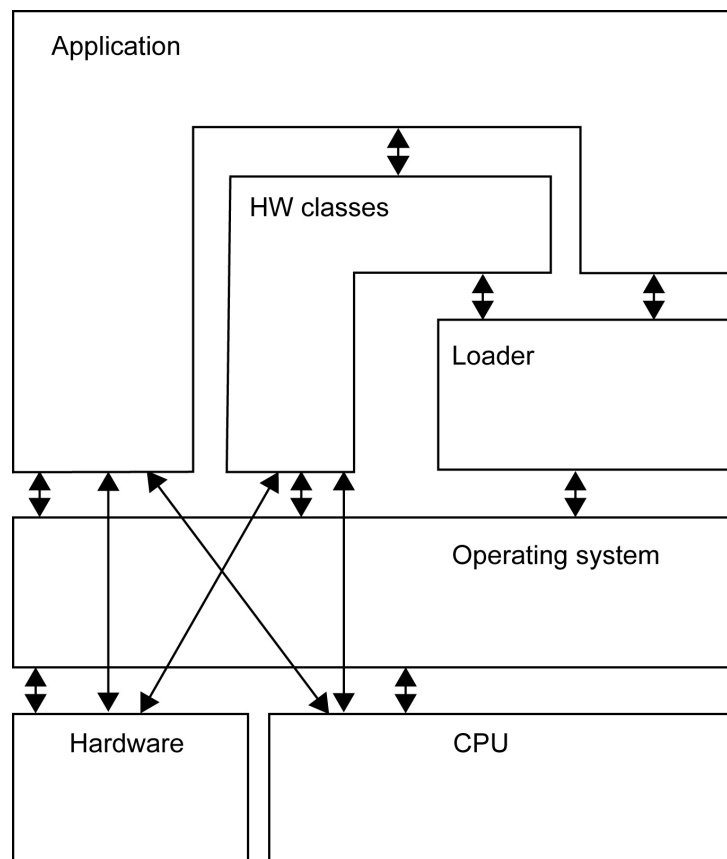 Application
HW classes
Loader
Operating system
Hardware
CPU